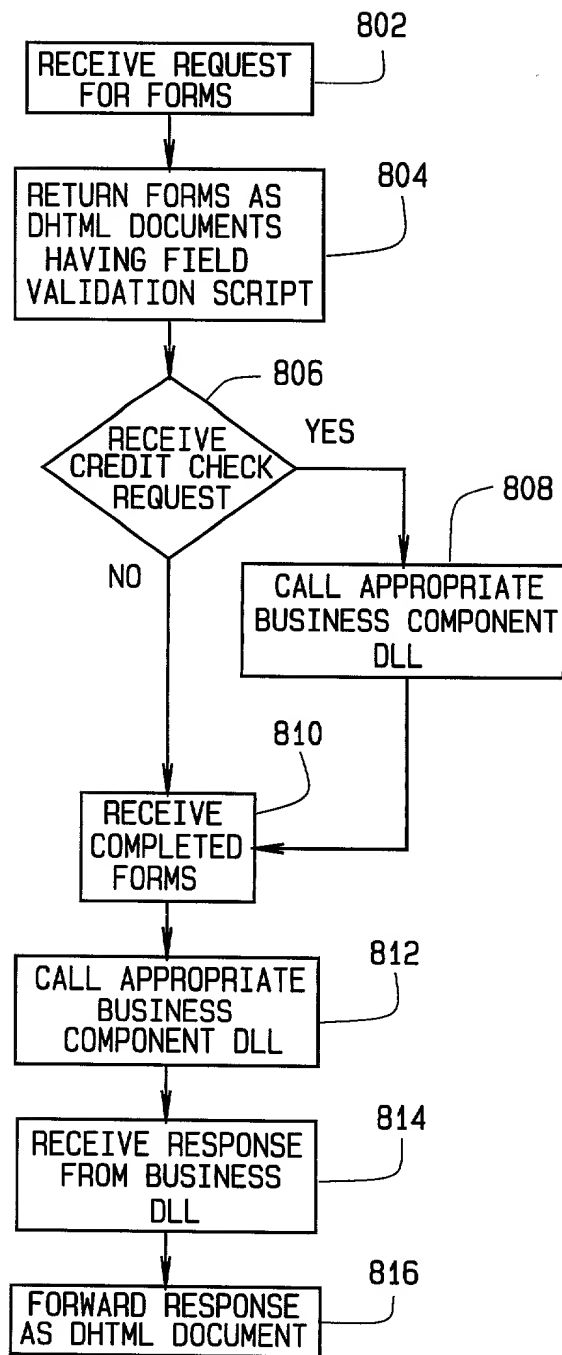 802
RECEIVE REQUEST
FOR FORMS
804
RETURN FORMS AS
DHTML DOCUMENTS
HAVING FIELD
VALIDATION SCRIPT
806
RECEIVE
CREDIT CHECK
REQUEST
YES
NO
808
CALL APPROPRIATE
BUSINESS COMPONENT
DLL
810
RECEIVE
COMPLETED
FORMS
812
CALL APPROPRIATE
BUSINESS
COMPONENT DLL
814
RECEIVE RESPONSE
FROM BUSINESS
DLL
816
FORWARD RESPONSE
AS DHTML DOCUMENT